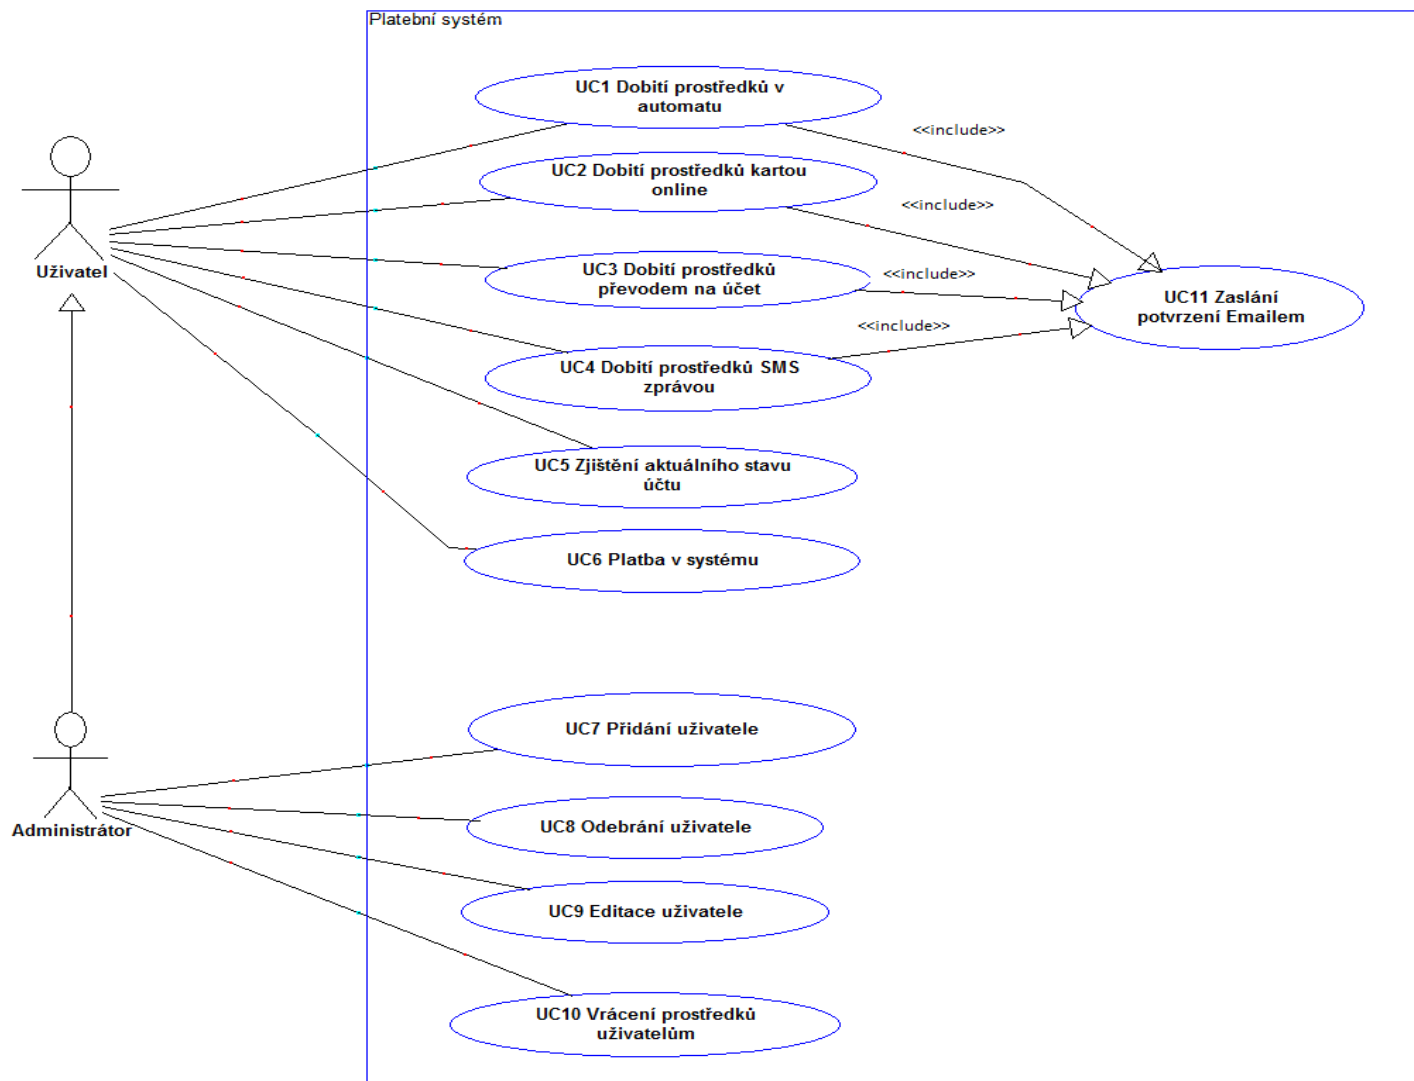 Platební systém
UC1 Dobití prostředků v
automatu
<<include>>
UC2 Dobití prostředků kartou
online
<<include>>
Uživatel
UC3 Dobití prostředků
převodem na účet
<<include>>
UC11 Zaslání
potvrzení Emailem
<<include>>
UC4 Dobití prostředků SMS
zprávou
UC5 Zjištění aktuálního stavu
účtu
UC6 Platba v systému
UC7 Přidání uživatele
Administrátor
UC8 Odebrání uživatele
UC9 Editace uživatele
UC10 Vrácení prostředků
uživatelům